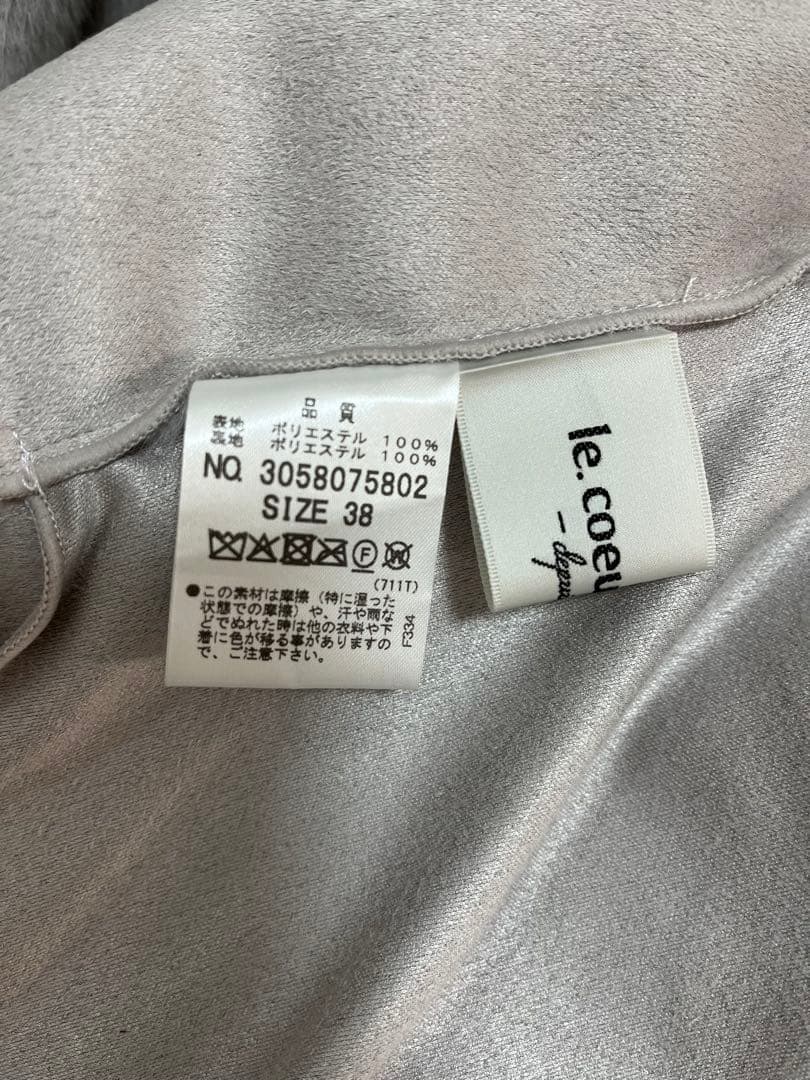 品質
表地 ポリエステル 100%
裏地 ポリエステル 100%
NO. 3058075802
SIZE 38
F
(711T)
●この素材は摩擦(特に湿った
状態での摩擦)や、汗や雨な
どでぬれた時は他の衣料や下
着に色が移る事がありますの
で、ご注意下さい。
F334
le.coeu